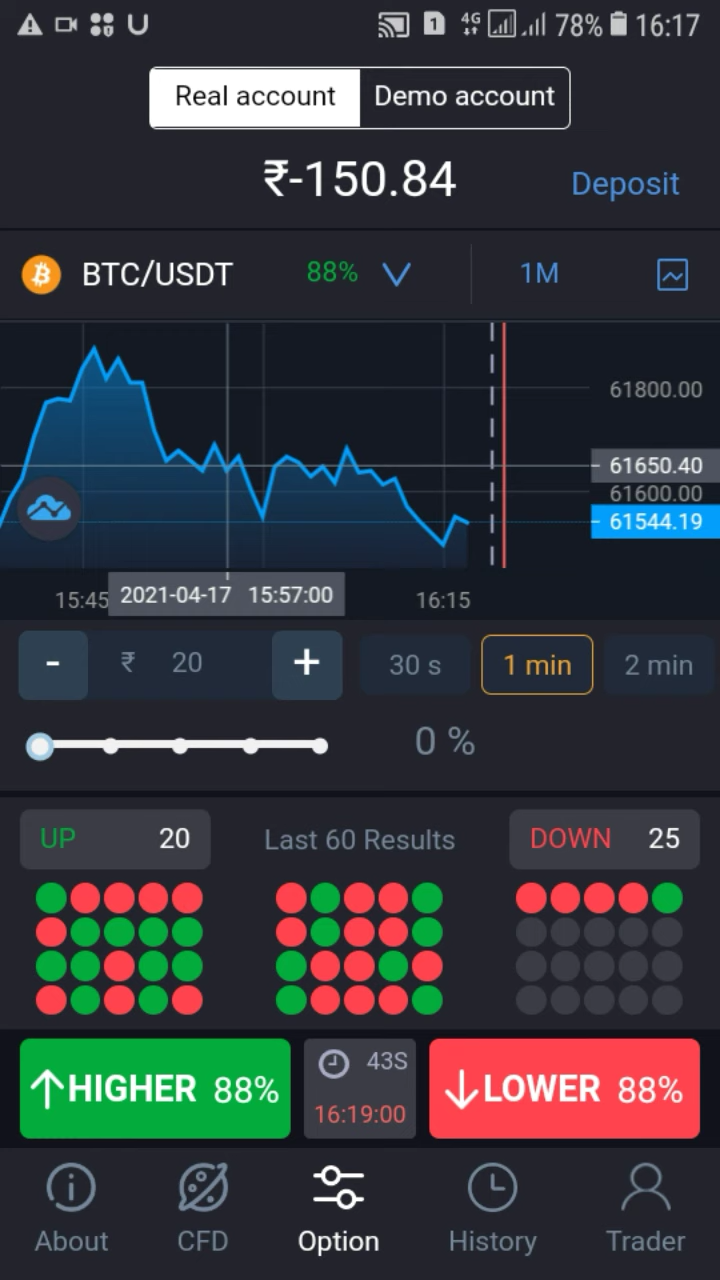 4G 78% 16:17
Real account Demo account
₹-150.84 Deposit
BTC/USDT 88% 1M
61800.00
61650.40
61600.00
61544.19
15:45 2021-04-17 15:57:00 16:15
- ₹ 20 + 30 s 1 min 2 min
0 %
UP 20 Last 60 Results DOWN 25
↑HIGHER 88% 43S ↓LOWER 88%
16:19:00
About CFD Option History Trader